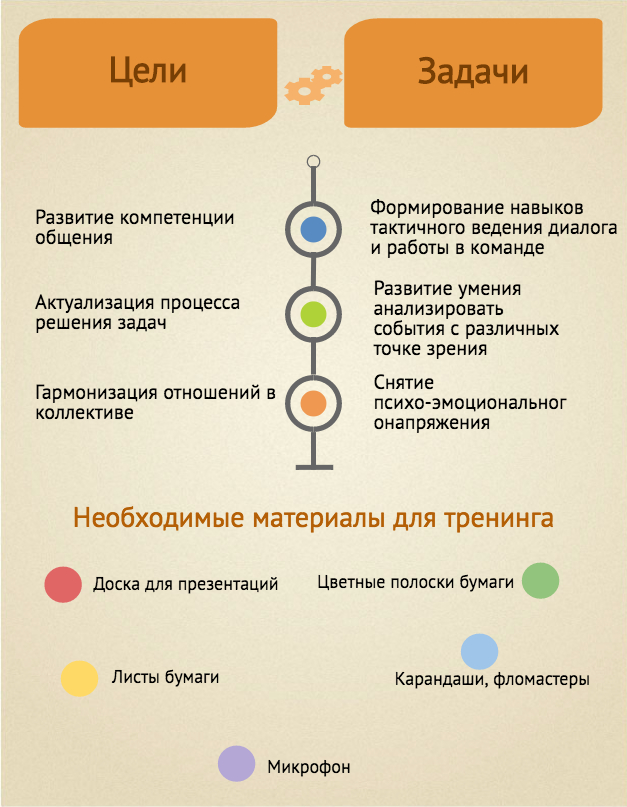 Цели
Задачи
Развитие компетенции
общения
Формирование навыков
тактичного ведения диалога
и работы в команде
Актуализация процесса
решения задач
Развитие умения
анализировать
события с различных
точке зрения
Гармонизация отношений в
коллективе
Снятие
психо-эмоциональног
онапряжения
Необходимые материалы для тренинга
Доска для презентаций
Цветные полоски бумаги
Листы бумаги
Карандаши, фломастеры
Микрофон